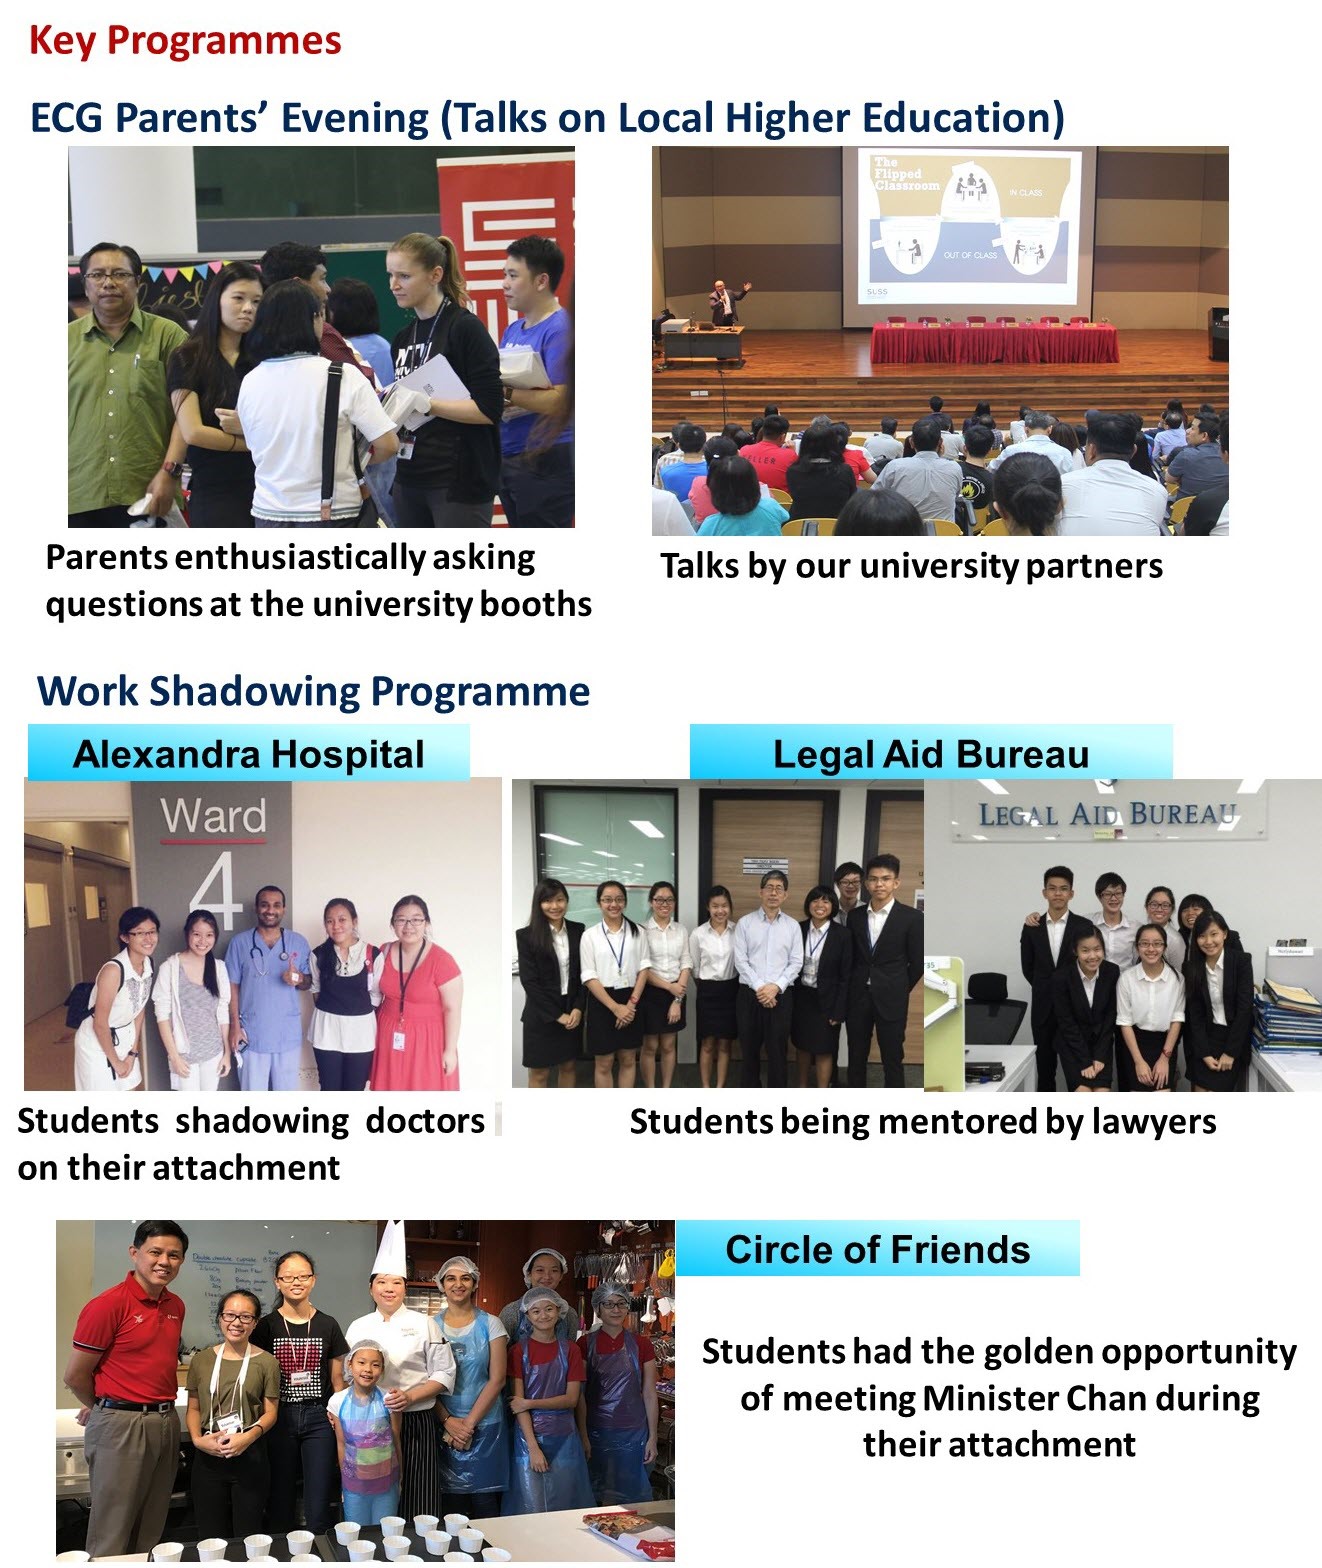 Key Programmes
ECG Parents’ Evening (Talks on Local Higher Education)
The
Flipped
Classroom
IN CLASS
OUT OF CLASS
SUSS
Parents enthusiastically asking
questions at the university booths
Talks by our university partners
Work Shadowing Programme
Alexandra Hospital
Legal Aid Bureau
Ward
4
LEGAL AID BUREAU
Students shadowing doctors
on their attachment
Students being mentored by lawyers
Circle of Friends
Students had the golden opportunity
of meeting Minister Chan during
their attachment